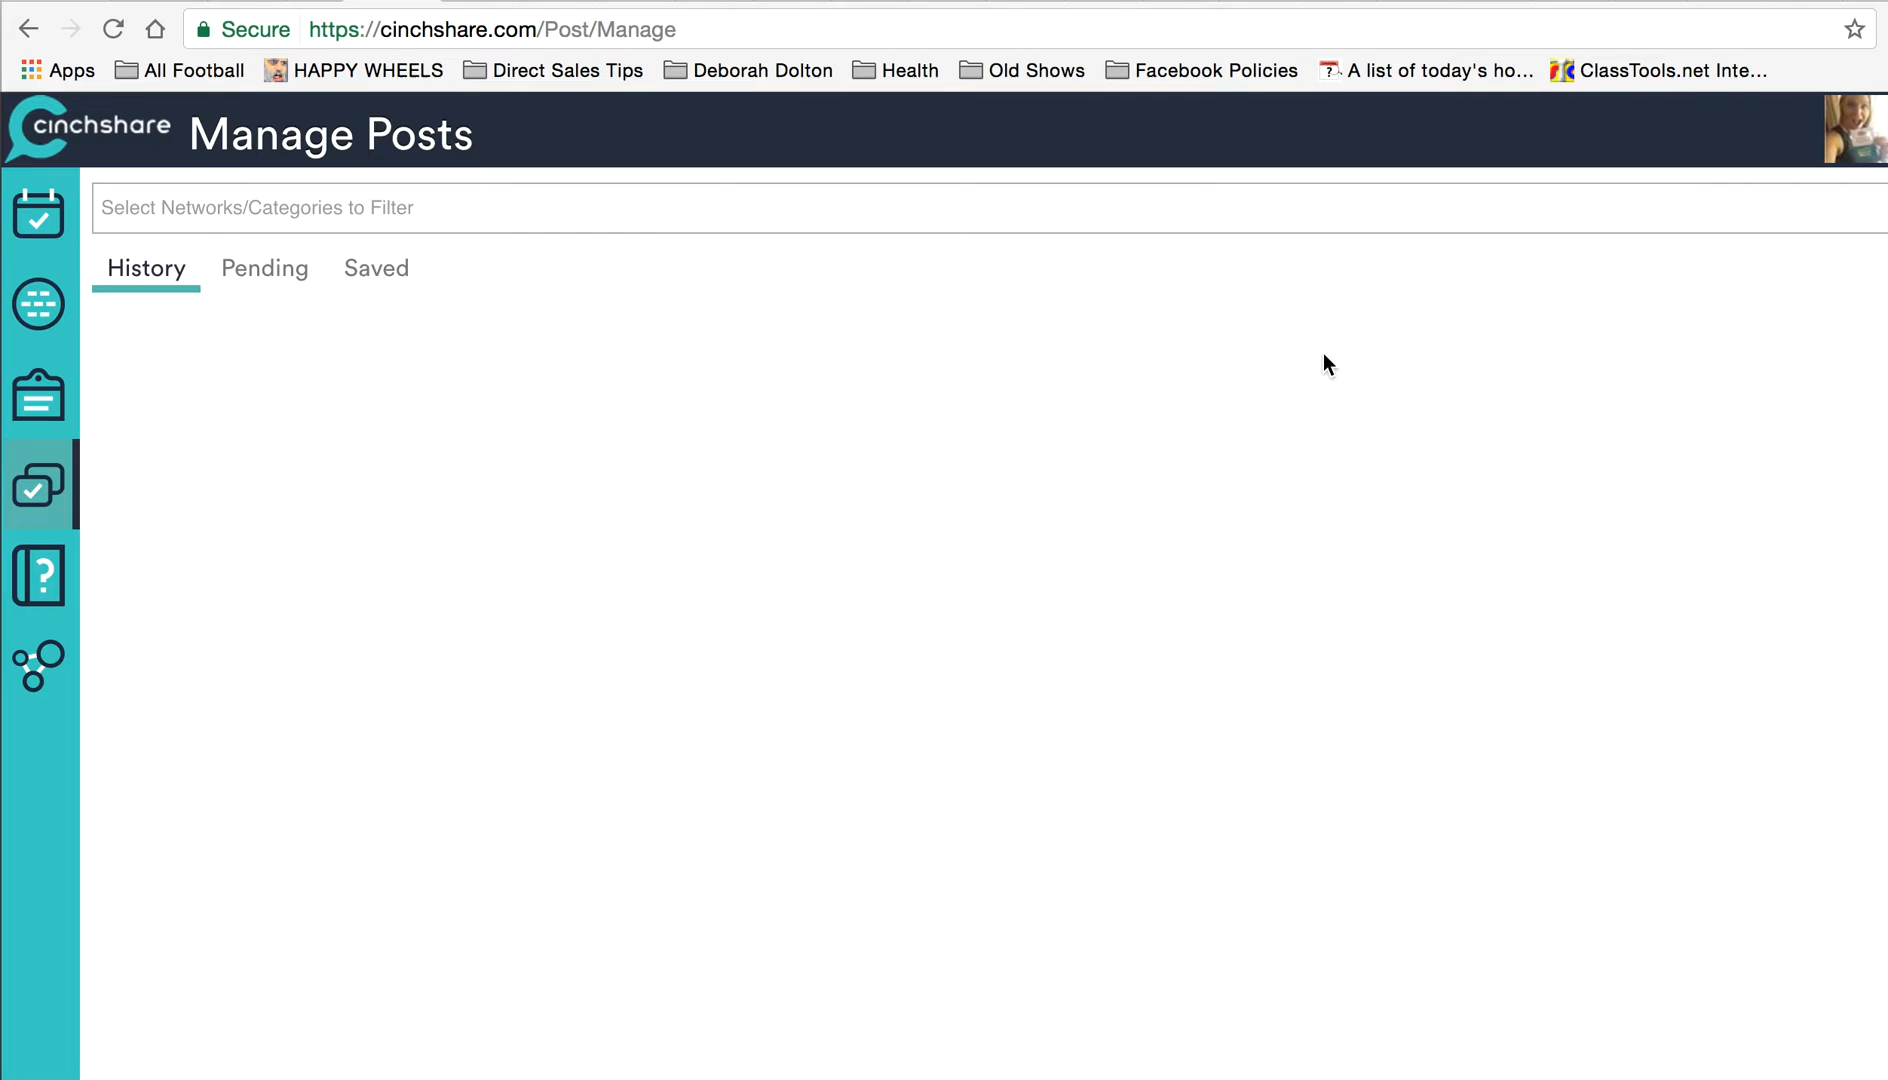 Secure https://cinchshare.com/Post/Manage
Apps All Football HAPPY WHEELS Direct Sales Tips Deborah Dolton Health Old Shows Facebook Policies A list of today's ho... ClassTools.net Inte...
cinchshare Manage Posts
Select Networks/Categories to Filter
History Pending Saved